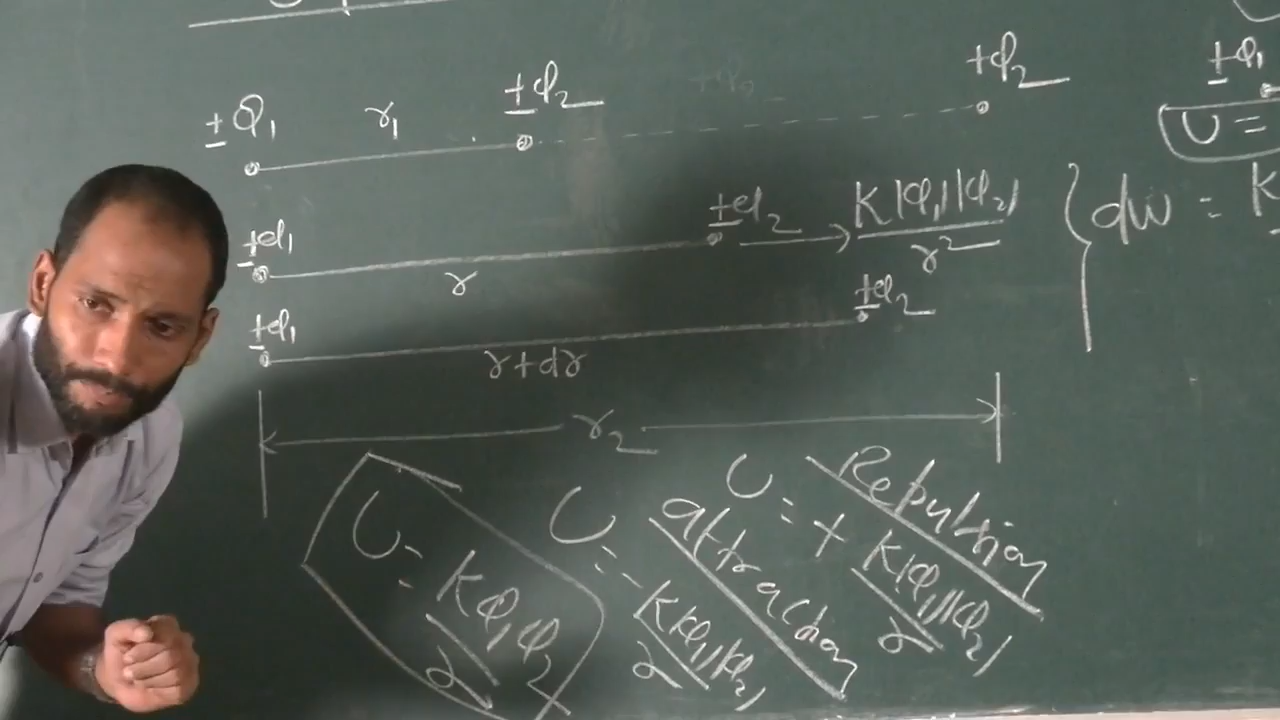 ± Q₁ r₁ ± Q₂ + Q₂
± Q₁ r ± Q₂ K|Q₁||Q₂| / r²
dw = K
± Q₁ r + dr ± Q₂
r₂
± Q₁
U =
U = KQ₁Q₂ / r
attraction
U = - K|Q₁||Q₂| / r
Repulsion
U = + K|Q₁||Q₂| / r